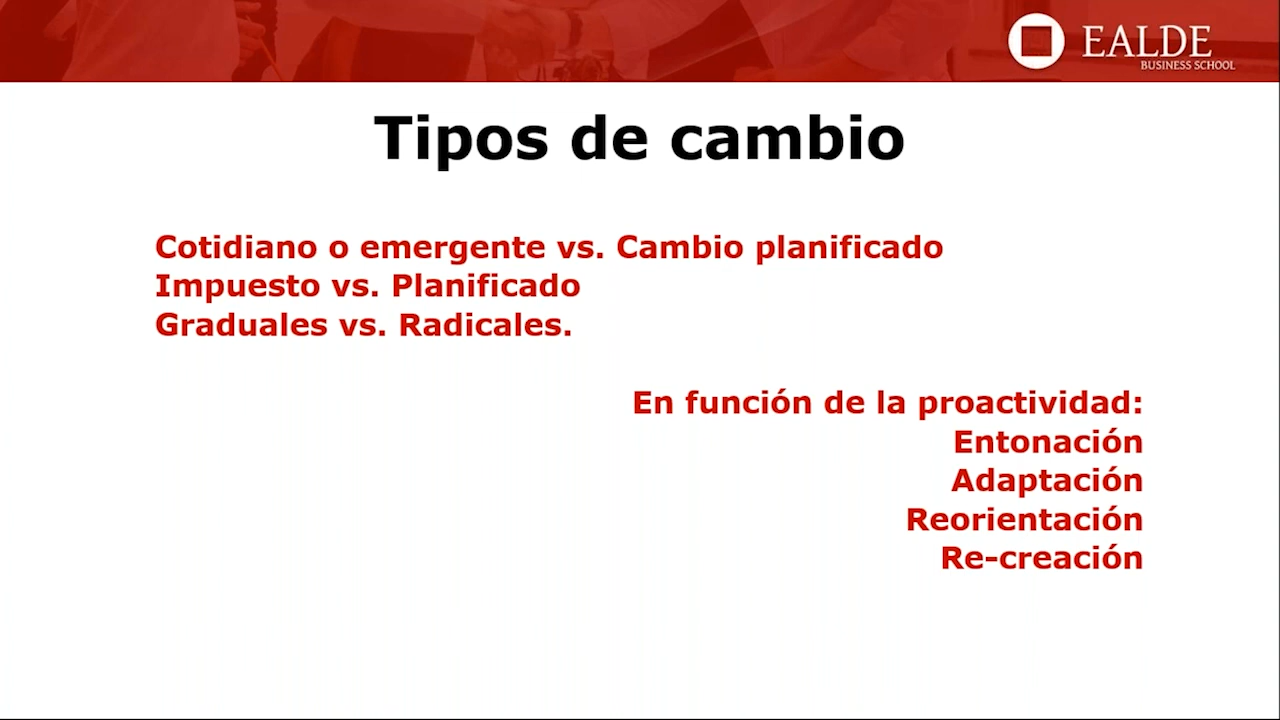 EALDE
BUSINESS SCHOOL
Tipos de cambio
Cotidiano o emergente vs. Cambio planificado
Impuesto vs. Planificado
Graduales vs. Radicales.
En función de la proactividad:
Entonación
Adaptación
Reorientación
Re-creación